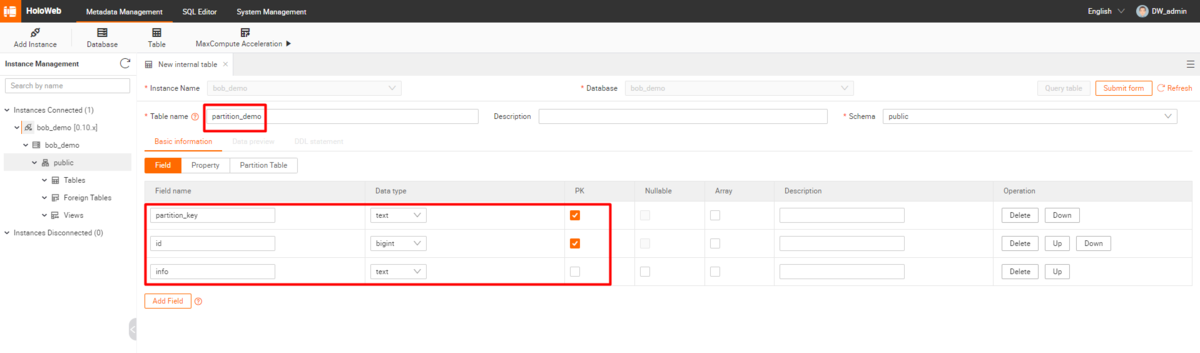 HoloWeb Metadata Management SQL Editor System Management English DW_admin
Add Instance Database Table MaxCompute Acceleration
Instance Management
Search by name
Instances Connected (1)
bob_demo [0.10.x]
bob_demo
public
Tables
Foreign Tables
Views
Instances Disconnected (0)
New internal table
* Instance Name bob_demo * Database bob_demo Query table Submit form Refresh
* Table name partition_demo Description * Schema public
Basic information Data preview DDL statement
Field Property Partition Table
Field name Data type PK Nullable Array Description Operation
partition_key text Delete Down
id bigint Delete Up Down
info text Delete Up
Add Field